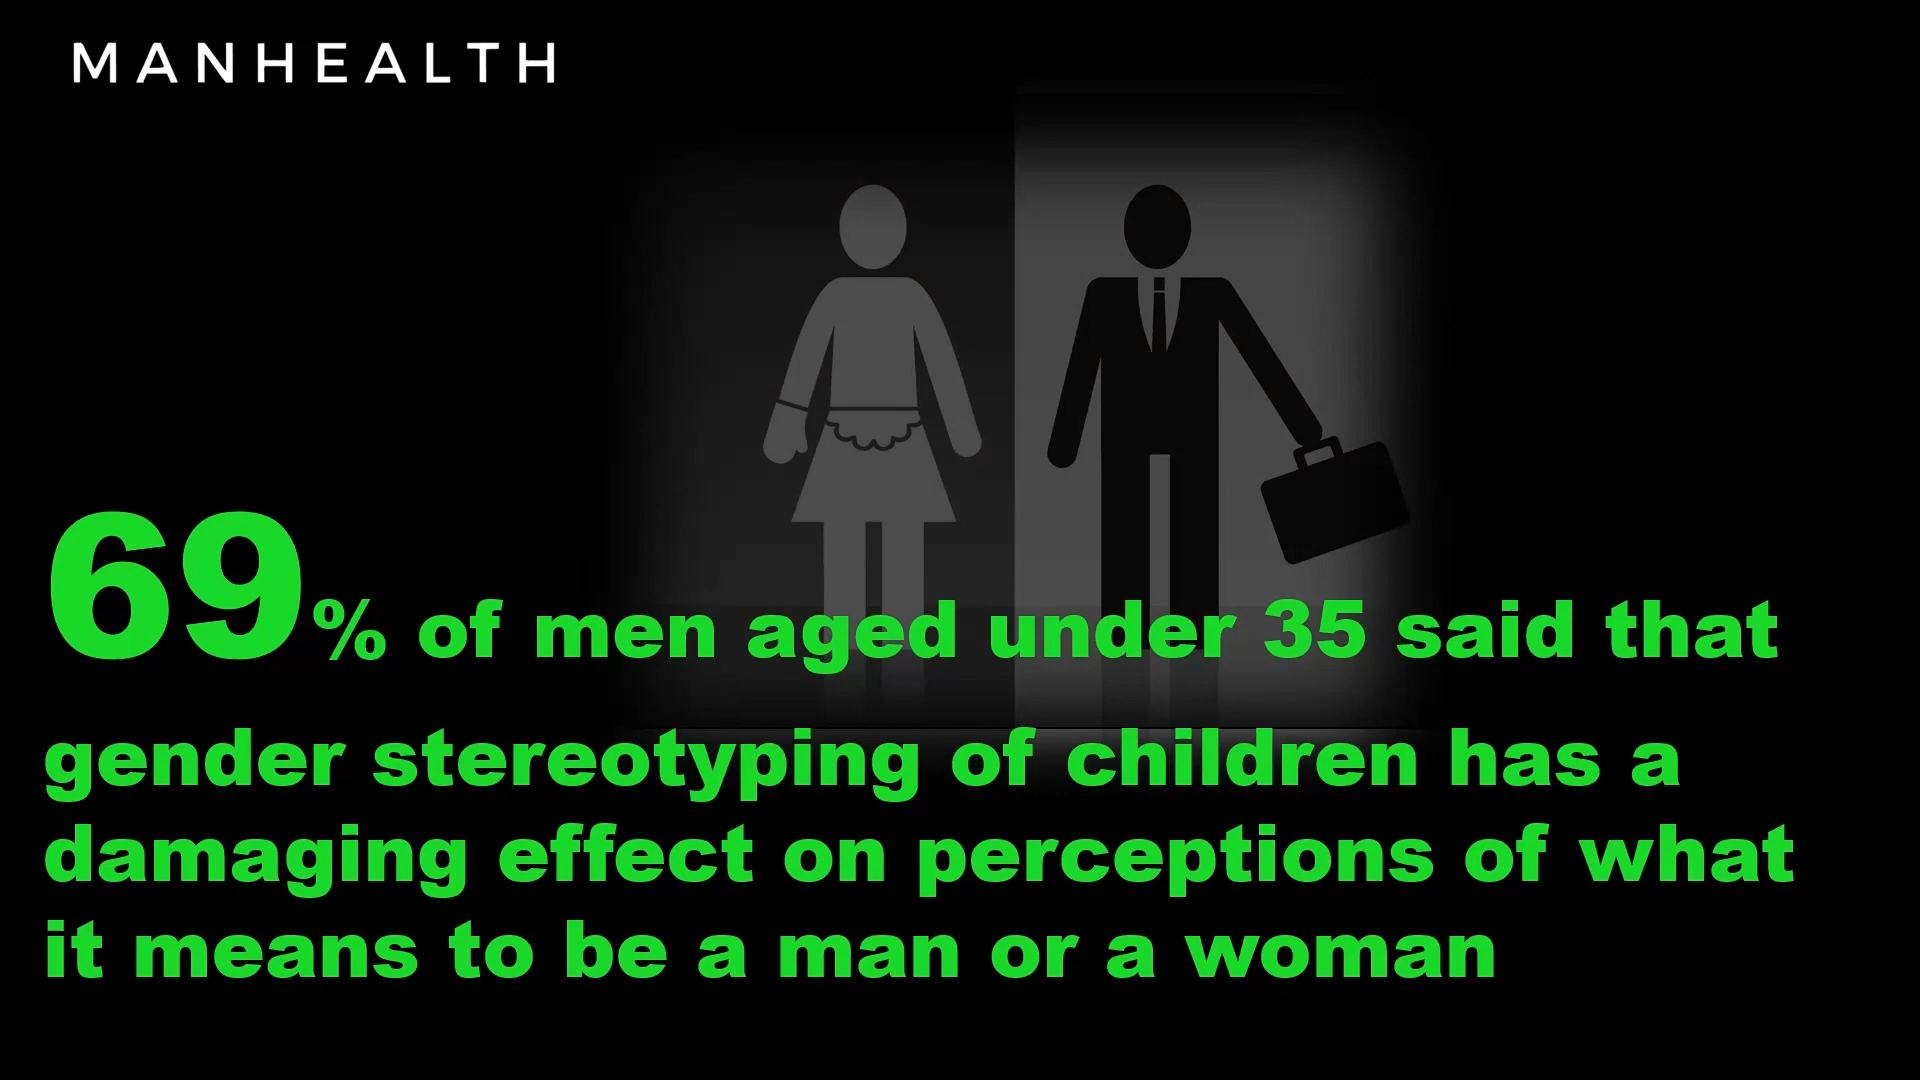 MANHEALTH
69% of men aged under 35 said that
gender stereotyping of children has a
damaging effect on perceptions of what
it means to be a man or a woman